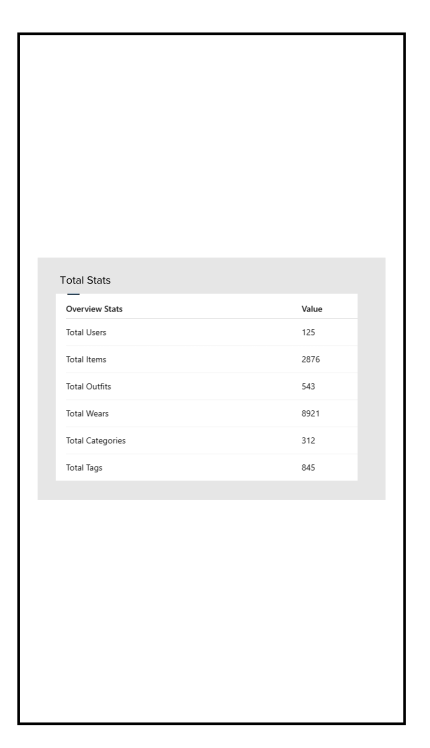 Total Stats
Overview Stats Value
Total Users 125
Total Items 2876
Total Outfits 543
Total Wears 8921
Total Categories 312
Total Tags 845